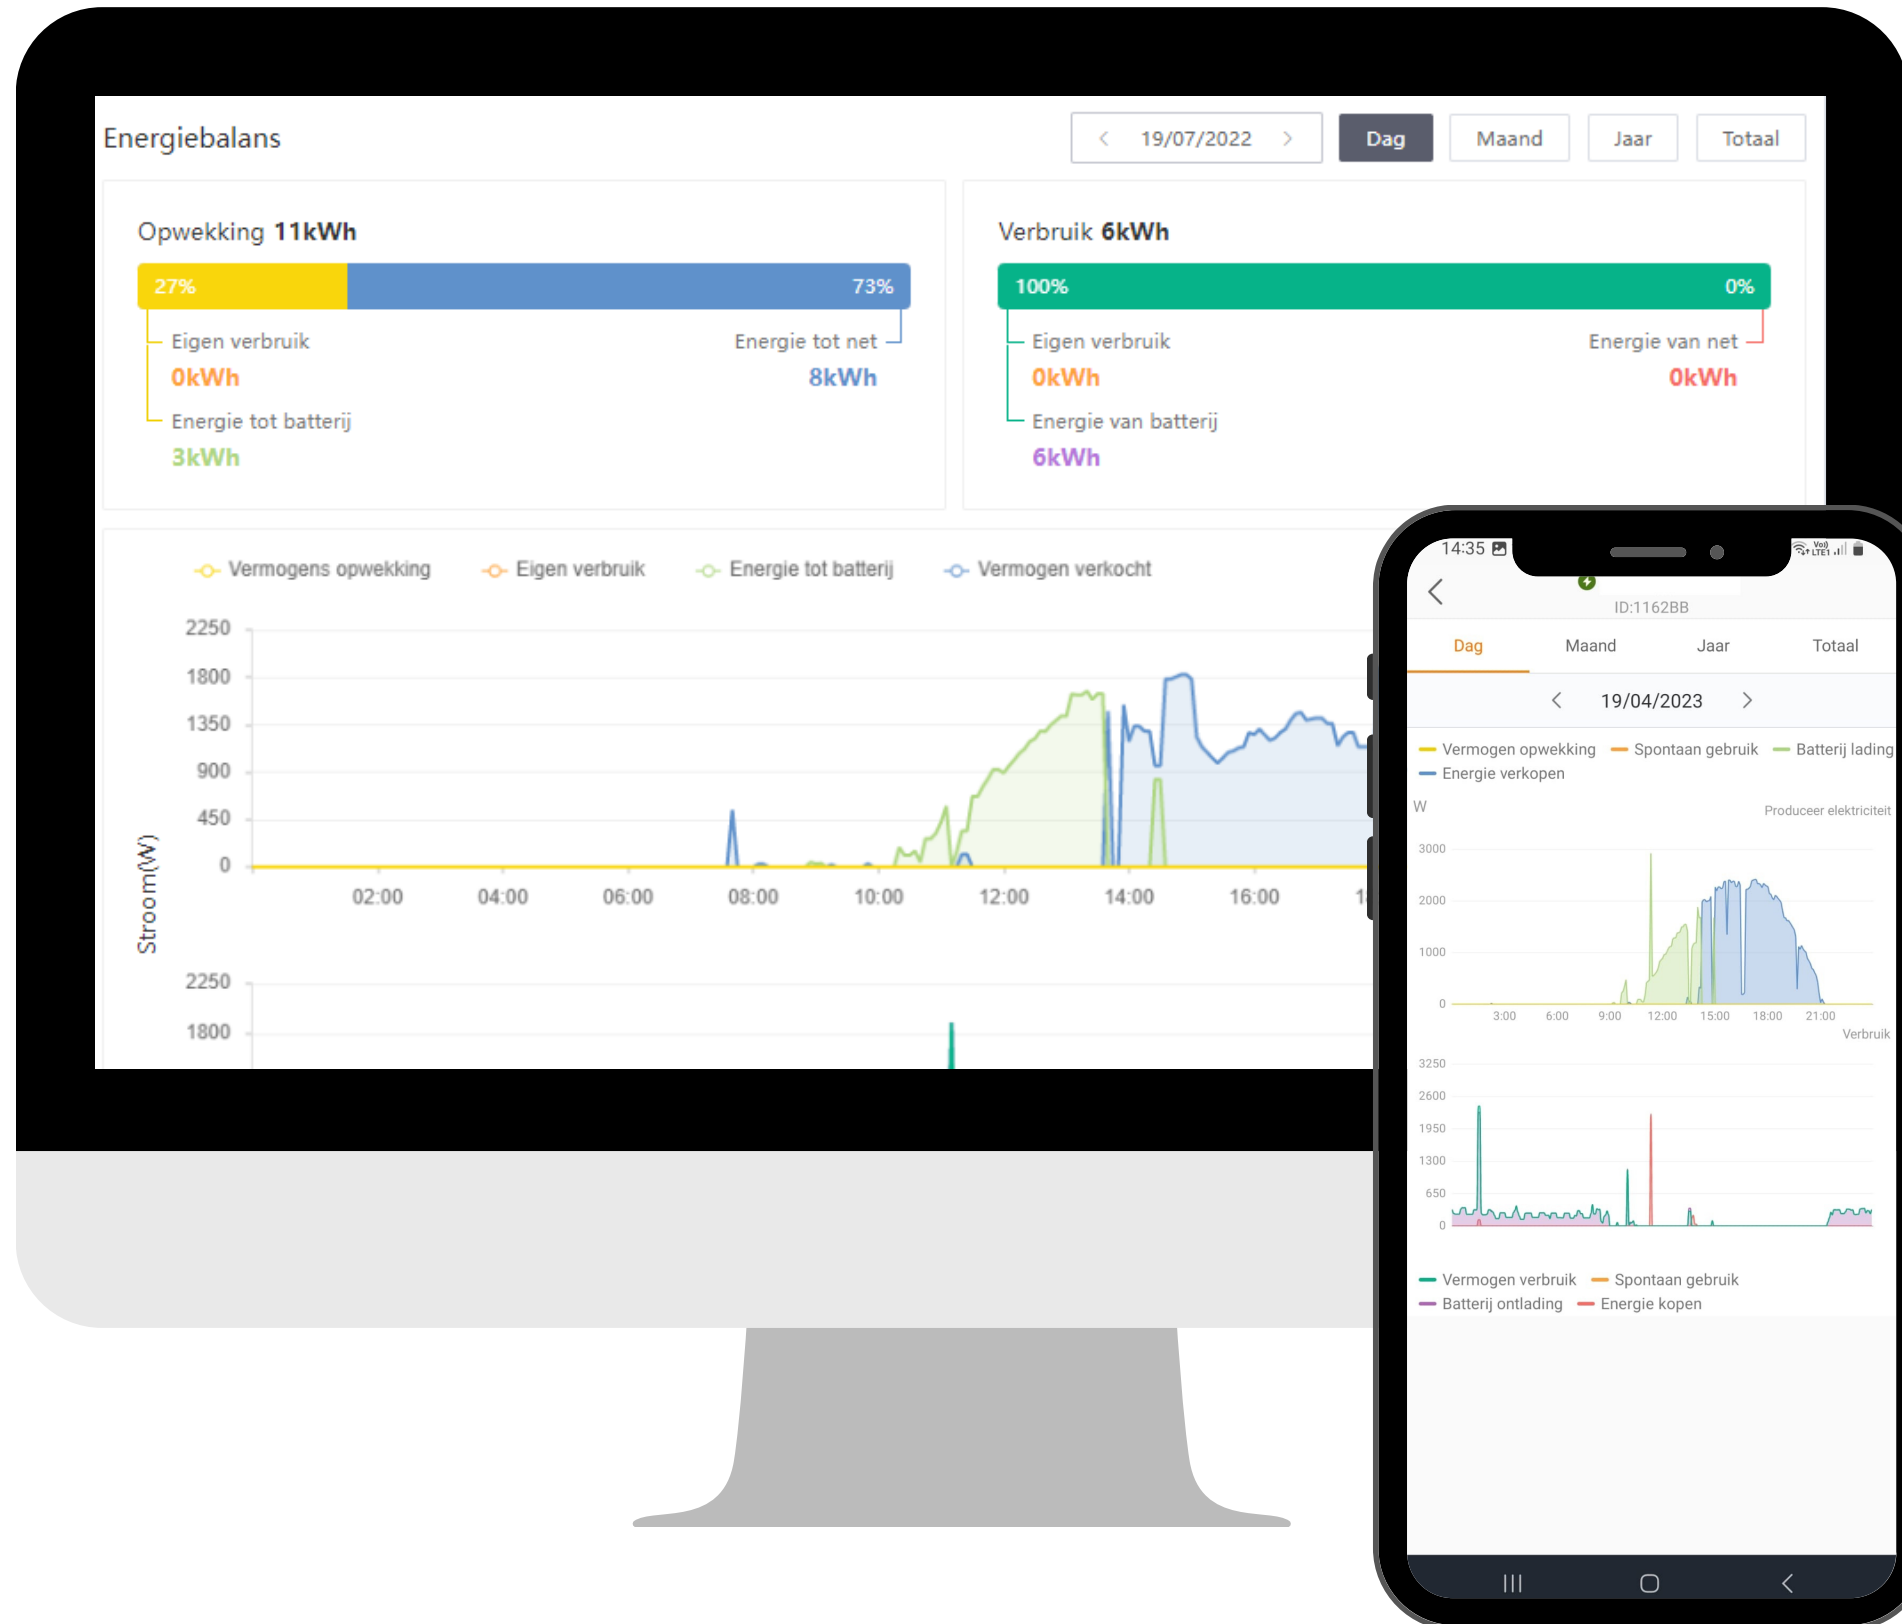 Energiebalans
19/07/2022
Dag
Maand
Jaar
Totaal
Opwekking 11kWh
27%
73%
Eigen verbruik
Energie tot net
0kWh
8kWh
Energie tot batterij
3kWh
Verbruik 6kWh
100%
0%
Eigen verbruik
Energie van net
0kWh
0kWh
Energie van batterij
6kWh
Vermogens opwekking
Eigen verbruik
Energie tot batterij
Vermogen verkocht
2250
1800
1350
900
450
0
Stroom(W)
02:00
04:00
06:00
08:00
10:00
12:00
14:00
16:00
2250
1800
14:35
LTE1
ID:1162BB
Dag
Maand
Jaar
Totaal
19/04/2023
Vermogen opwekking
Spontaan gebruik
Batterij lading
Energie verkopen
W
Produceer elektriciteit
3000
2000
1000
0
3:00
6:00
9:00
12:00
15:00
18:00
21:00
Verbruik
3250
2600
1950
1300
650
0
Vermogen verbruik
Spontaan gebruik
Batterij ontlading
Energie kopen